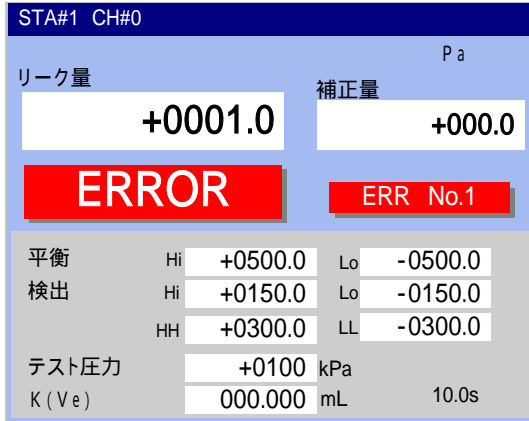 STA#1 CH#0
Pa
リーク量 補正量
+0001.0 +000.0
ERROR ERR No.1
平衡 Hi +0500.0 Lo -0500.0
検出 Hi +0150.0 Lo -0150.0
HH +0300.0 LL -0300.0
テスト圧力 +0100 kPa
K(Ve) 000.000 mL 10.0s